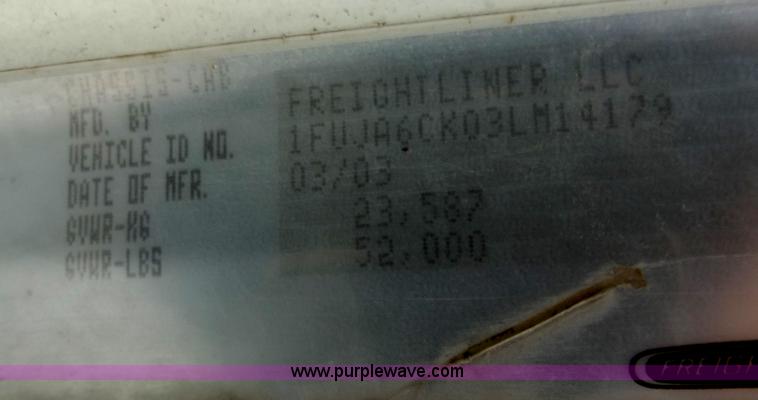 CHASSIS-CAB
MFD. BY FREIGHTLINER LLC
VEHICLE ID NO. 1FUJA6CK03LM14179
DATE OF MFR. 03/03
GVWR-KG 23,587
GVWR-LBS 52,000
FREIGH
www.purplewave.com